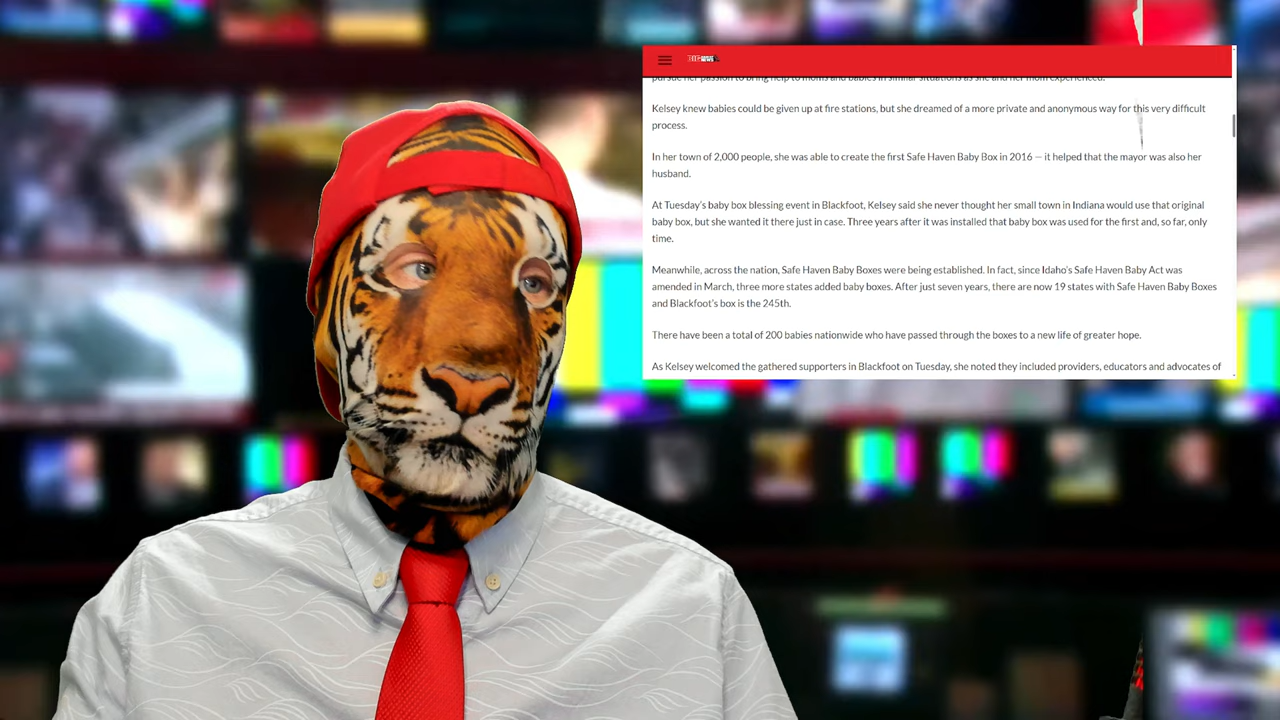 pursue her passion to bring help to moms and babies in similar situations as she and her mom experienced.
Kelsey knew babies could be given up at fire stations, but she dreamed of a more private and anonymous way for this very difficult
process.
In her town of 2,000 people, she was able to create the first Safe Haven Baby Box in 2016 — it helped that the mayor was also her
husband.
At Tuesday's baby box blessing event in Blackfoot, Kelsey said she never thought her small town in Indiana would use that original
baby box, but she wanted it there just in case. Three years after it was installed that baby box was used for the first and, so far, only
time.
Meanwhile, across the nation, Safe Haven Baby Boxes were being established. In fact, since Idaho's Safe Haven Baby Act was
amended in March, three more states added baby boxes. After just seven years, there are now 19 states with Safe Haven Baby Boxes
and Blackfoot's box is the 245th.
There have been a total of 200 babies nationwide who have passed through the boxes to a new life of greater hope.
As Kelsey welcomed the gathered supporters in Blackfoot on Tuesday, she noted they included providers, educators and advocates of